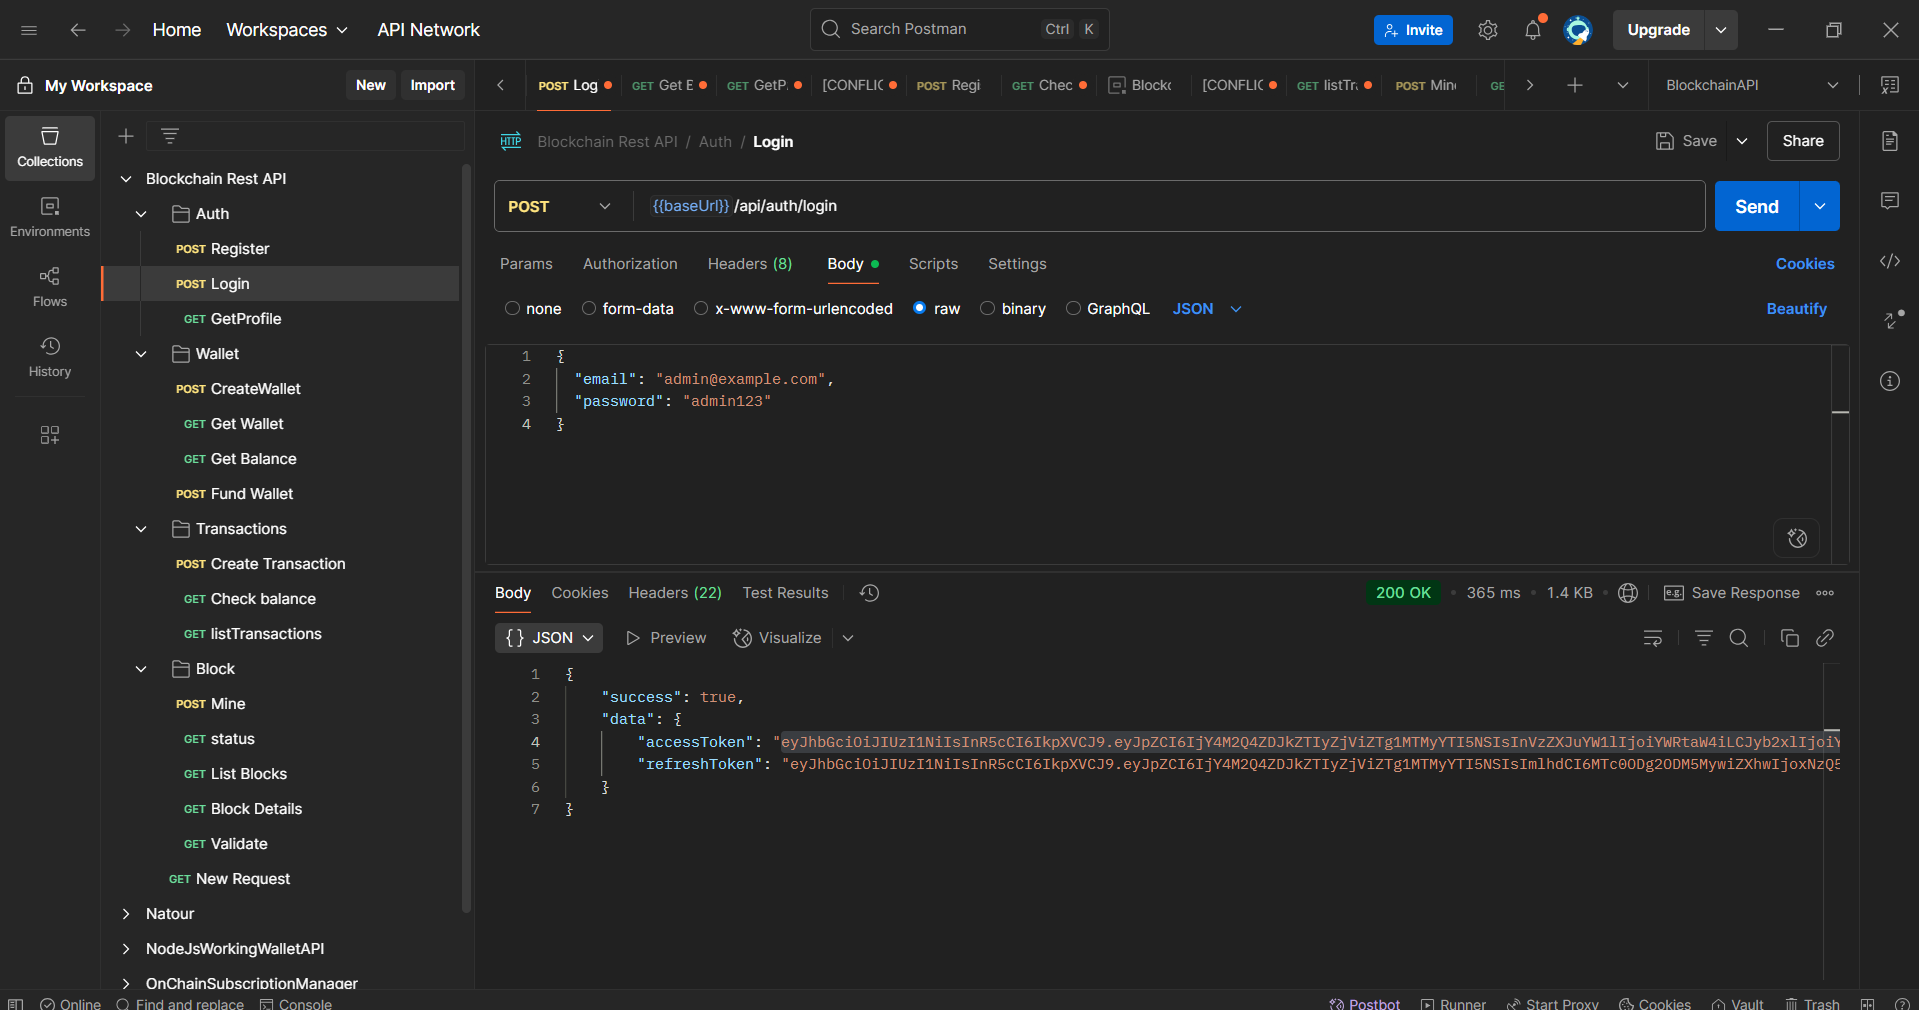 Home Workspaces API Network Search Postman Ctrl K Invite Upgrade
My Workspace New Import POST Log GET Get E GET GetP. [CONFLIC POST Regi GET Chec Blockc [CONFLIC GET listTr. POST Min GE BlockchainAPI
HTTP Blockchain Rest API / Auth / Login Save Share
Collections
Environments
Flows
History
Blockchain Rest API
Auth
POST Register
POST Login
GET GetProfile
Wallet
POST CreateWallet
GET Get Wallet
GET Get Balance
POST Fund Wallet
Transactions
POST Create Transaction
GET Check balance
GET listTransactions
Block
POST Mine
GET status
GET List Blocks
GET Block Details
GET Validate
GET New Request
Natour
NodeJsWorkingWalletAPI
OnChainSubscriptionManager
POST {{baseUrl}} /api/auth/login Send
Params Authorization Headers (8) Body Scripts Settings Cookies
none form-data x-www-form-urlencoded raw binary GraphQL JSON Beautify
1 {
2 "email": "admin@example.com",
3 "password": "admin123"
4 }
Body Cookies Headers (22) Test Results 200 OK • 365 ms • 1.4 KB • e.g. Save Response
{} JSON Preview Visualize
1 {
2 "success": true,
3 "data": {
4 "accessToken": "eyJhbGciOiJIUzI1NiIsInR5cCI6IkpXVCJ9.eyJpZCI6IjY4M2Q4ZDJkZTIyZjViZTg1MTMyYTI5NSIsInVzZXJuYW1lIjoiYWRtaW4iLCJyb2xlIjoiY
5 "refreshToken": "eyJhbGciOiJIUzI1NiIsInR5cCI6IkpXVCJ9.eyJpZCI6IjY4M2Q4ZDJkZTIyZjViZTg1MTMyYTI5NSIsImlhdCI6MTc0ODg2ODM5MywiZXhwIjoxNzQ5
6 }
7 }
Online Find and replace Console Postbot Runner Start Proxy Cookies Vault Trash